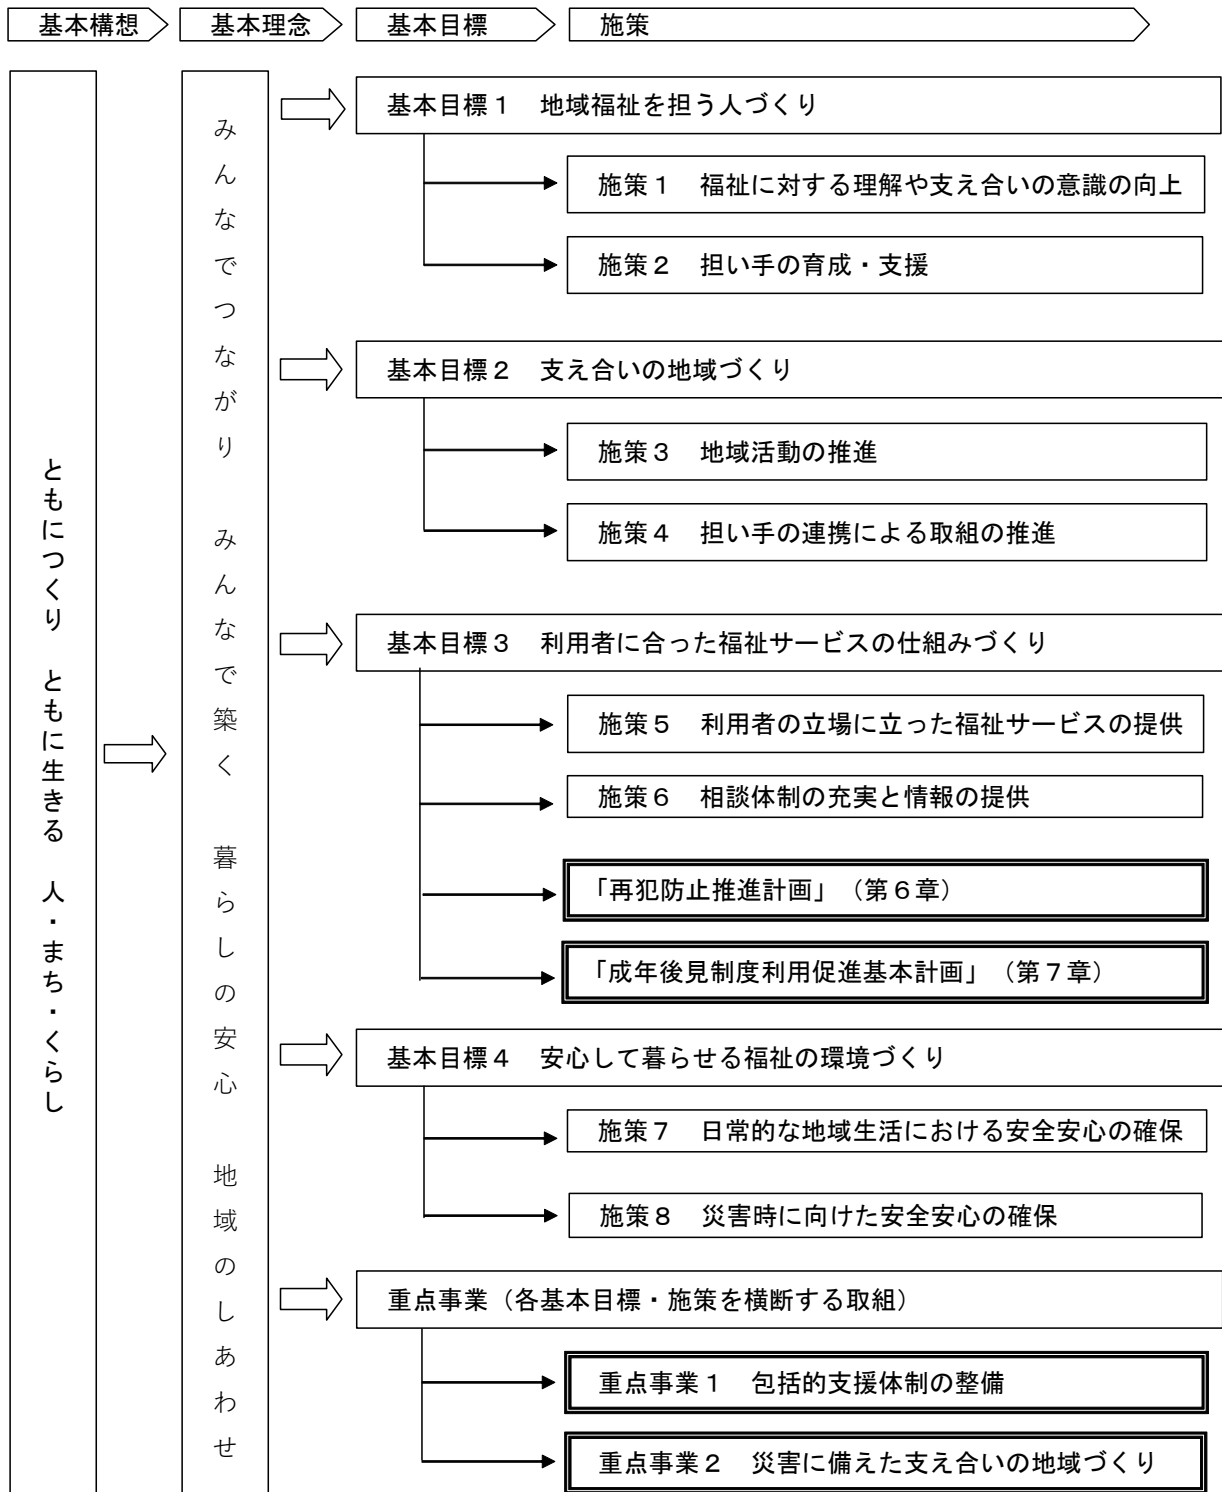 基本構想
基本理念
基本目標
施策
ともにつくり　ともに生きる　人・まち・くらし
みんなでつながり　みんなで築く　暮らしの安心　地域のしあわせ
基本目標１　地域福祉を担う人づくり
施策１　福祉に対する理解や支え合いの意識の向上
施策２　担い手の育成・支援
基本目標２　支え合いの地域づくり
施策３　地域活動の推進
施策４　担い手の連携による取組の推進
基本目標３　利用者に合った福祉サービスの仕組みづくり
施策５　利用者の立場に立った福祉サービスの提供
施策６　相談体制の充実と情報の提供
「再犯防止推進計画」（第６章）
「成年後見制度利用促進基本計画」（第７章）
基本目標４　安心して暮らせる福祉の環境づくり
施策７　日常的な地域生活における安全安心の確保
施策８　災害時に向けた安全安心の確保
重点事業（各基本目標・施策を横断する取組）
重点事業１　包括的支援体制の整備
重点事業２　災害に備えた支え合いの地域づくり